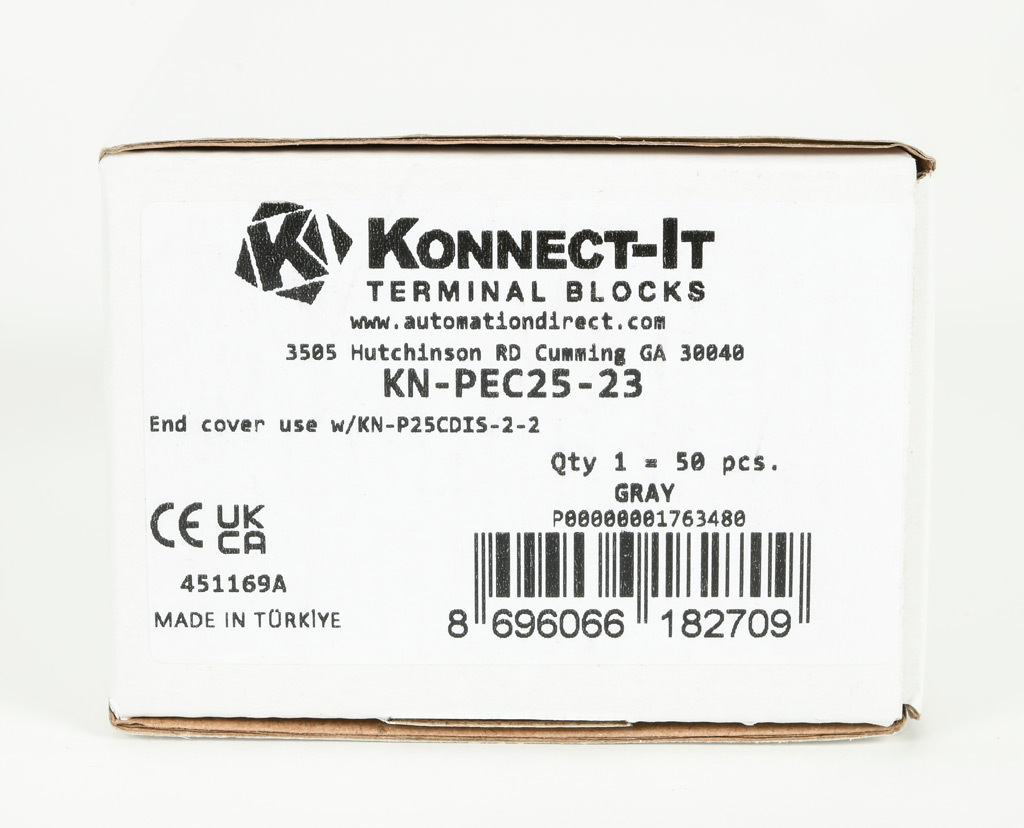 K KONNECT-IT
TERMINAL BLOCKS
www.automationdirect.com
3505 Hutchinson RD Cumming GA 30040
KN-PEC25-23
End cover use w/KN-P25CDIS-2-2
Qty 1 = 50 pcs.
GRAY
P00000001763480
CE UK
CA
451169A
MADE IN TÜRKİYE
8 696066 182709